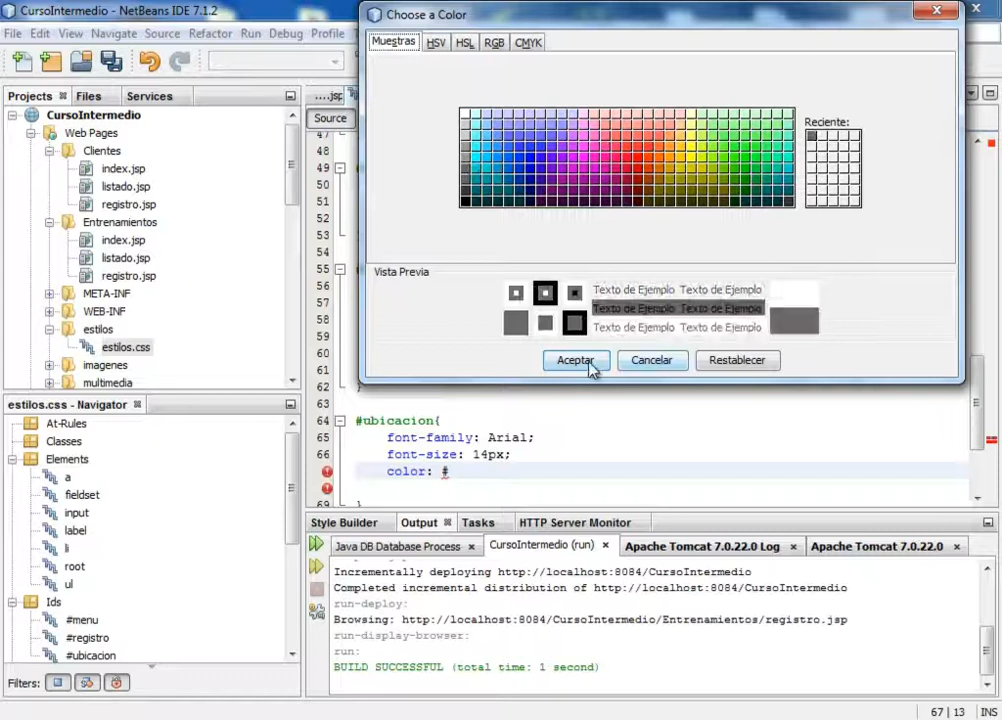 CursoIntermedio - NetBeans IDE 7.1.2
File Edit View Navigate Source Refactor Run Debug Profile
Projects Files Services
CursoIntermedio
Web Pages
Clientes
index.jsp
listado.jsp
registro.jsp
Entrenamientos
index.jsp
listado.jsp
registro.jsp
META-INF
WEB-INF
estilos
estilos.css
imagenes
multimedia
estilos.css - Navigator
At-Rules
Classes
Elements
a
fieldset
input
label
li
root
ul
Ids
#menu
#registro
#ubicacion
Filters:
Choose a Color
Muestras HSV HSL RGB CMYK
Reciente:
Vista Previa
Texto de Ejemplo Texto de Ejemplo
Texto de Ejemplo Texto de Ejemplo
Texto de Ejemplo Texto de Ejemplo
Aceptar Cancelar Restablecer
....jsp
Source
47
48
49
50
51
52
53
54
55
56
57
58
59
60
61
62
63
64 #ubicacion{
65 font-family: Arial;
66 font-size: 14px;
color: #
69 }
Style Builder Output Tasks HTTP Server Monitor
Java DB Database Process CursoIntermedio (run) Apache Tomcat 7.0.22.0 Log Apache Tomcat 7.0.22.0
Incrementally deploying http://localhost:8084/CursoIntermedio
Completed incremental distribution of http://localhost:8084/CursoIntermedio
run-deploy:
Browsing: http://localhost:8084/CursoIntermedio/Entrenamientos/registro.jsp
run-display-browser:
run:
BUILD SUCCESSFUL (total time: 1 second)
67 | 13 INS